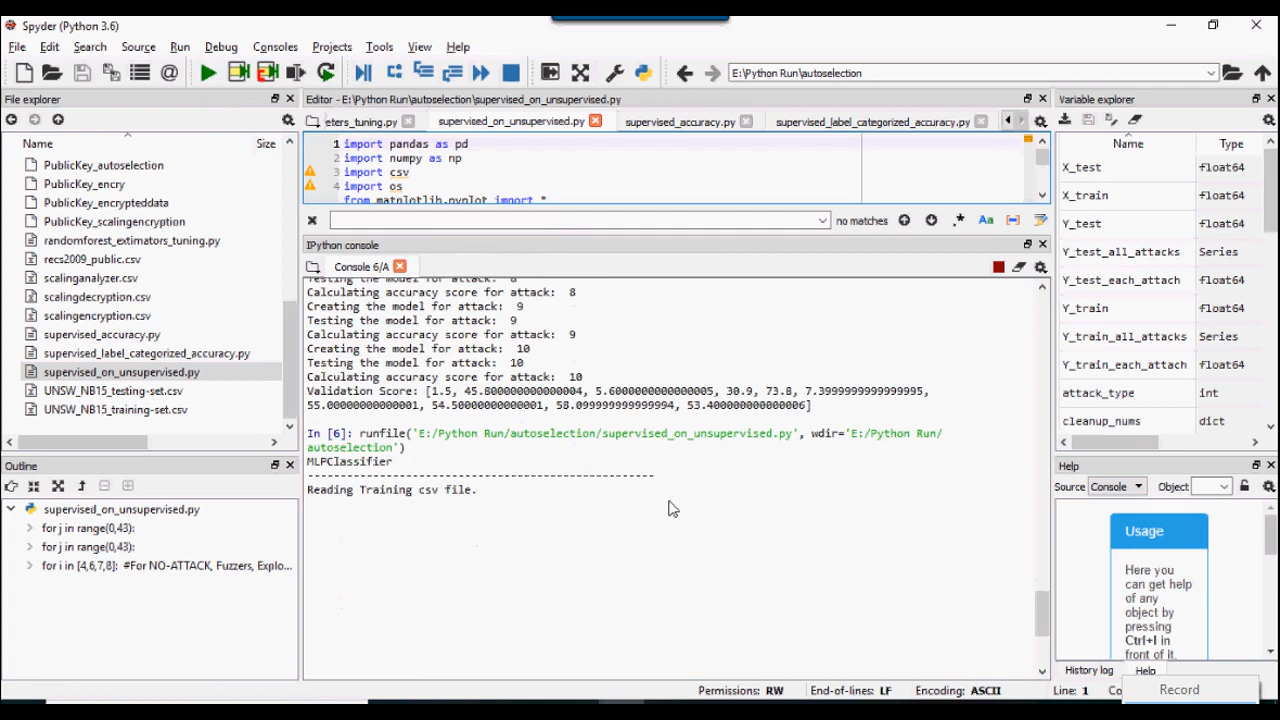 Spyder (Python 3.6)
File Edit Search Source Run Debug Consoles Projects Tools View Help
E:\Python Run\autoselection
File explorer
Name Size
PublicKey_autoselection
PublicKey_encry
PublicKey_encrypteddata
PublicKey_scalingencryption
randomforest_extimators_tuning.py
recs2009_public.csv
scalinganalyzer.csv
scalingdecryption.csv
scalingencryption.csv
supervised_accuracy.py
supervised_label_categorized_accuracy.py
supervised_on_unsupervised.py
UNSW_NB15_testing-set.csv
UNSW_NB15_training-set.csv
Outline
supervised_on_unsupervised.py
for j in range(0,43):
for j in range(0,43):
for i in [4,6,7,8]: #For NO-ATTACK, Fuzzers, Explo...
Editor - E:\Python Run\autoselection\supervised_on_unsupervised.py
eters_tuning.py supervised_on_unsupervised.py supervised_accuracy.py supervised_label_categorized_accuracy.py
1 import pandas as pd
2 import numpy as np
3 import csv
4 import os
from matplotlib.pyplot import *
no matches
Aa
IPython console
Console 6/A
Testing the model for attack: 8
Calculating accuracy score for attack: 8
Creating the model for attack: 9
Testing the model for attack: 9
Calculating accuracy score for attack: 9
Creating the model for attack: 10
Testing the model for attack: 10
Calculating accuracy score for attack: 10
Validation Score: [1.5, 45.800000000000004, 5.6000000000000005, 30.9, 73.8, 7.3999999999999995,
55.00000000000001, 54.50000000000001, 58.099999999999994, 53.400000000000006]
In [6]: runfile('E:/Python Run/autoselection/supervised_on_unsupervised.py', wdir='E:/Python Run/
autoselection')
MLPClassifier
-------------------------------------------------
Reading Training csv file.
Variable explorer
Name Type
X_test float64
X_train float64
Y_test float64
Y_test_all_attacks Series
Y_test_each_attach float64
Y_train float64
Y_train_all_attacks Series
Y_train_each_attach float64
attack_type int
cleanup_nums dict
Help
Source Console Object
Usage
Here you
can get help
of any
object by
pressing
Ctrl+I in
front of it,
History log Help
Permissions: RW End-of-lines: LF Encoding: ASCII Line: 1 Co
Record